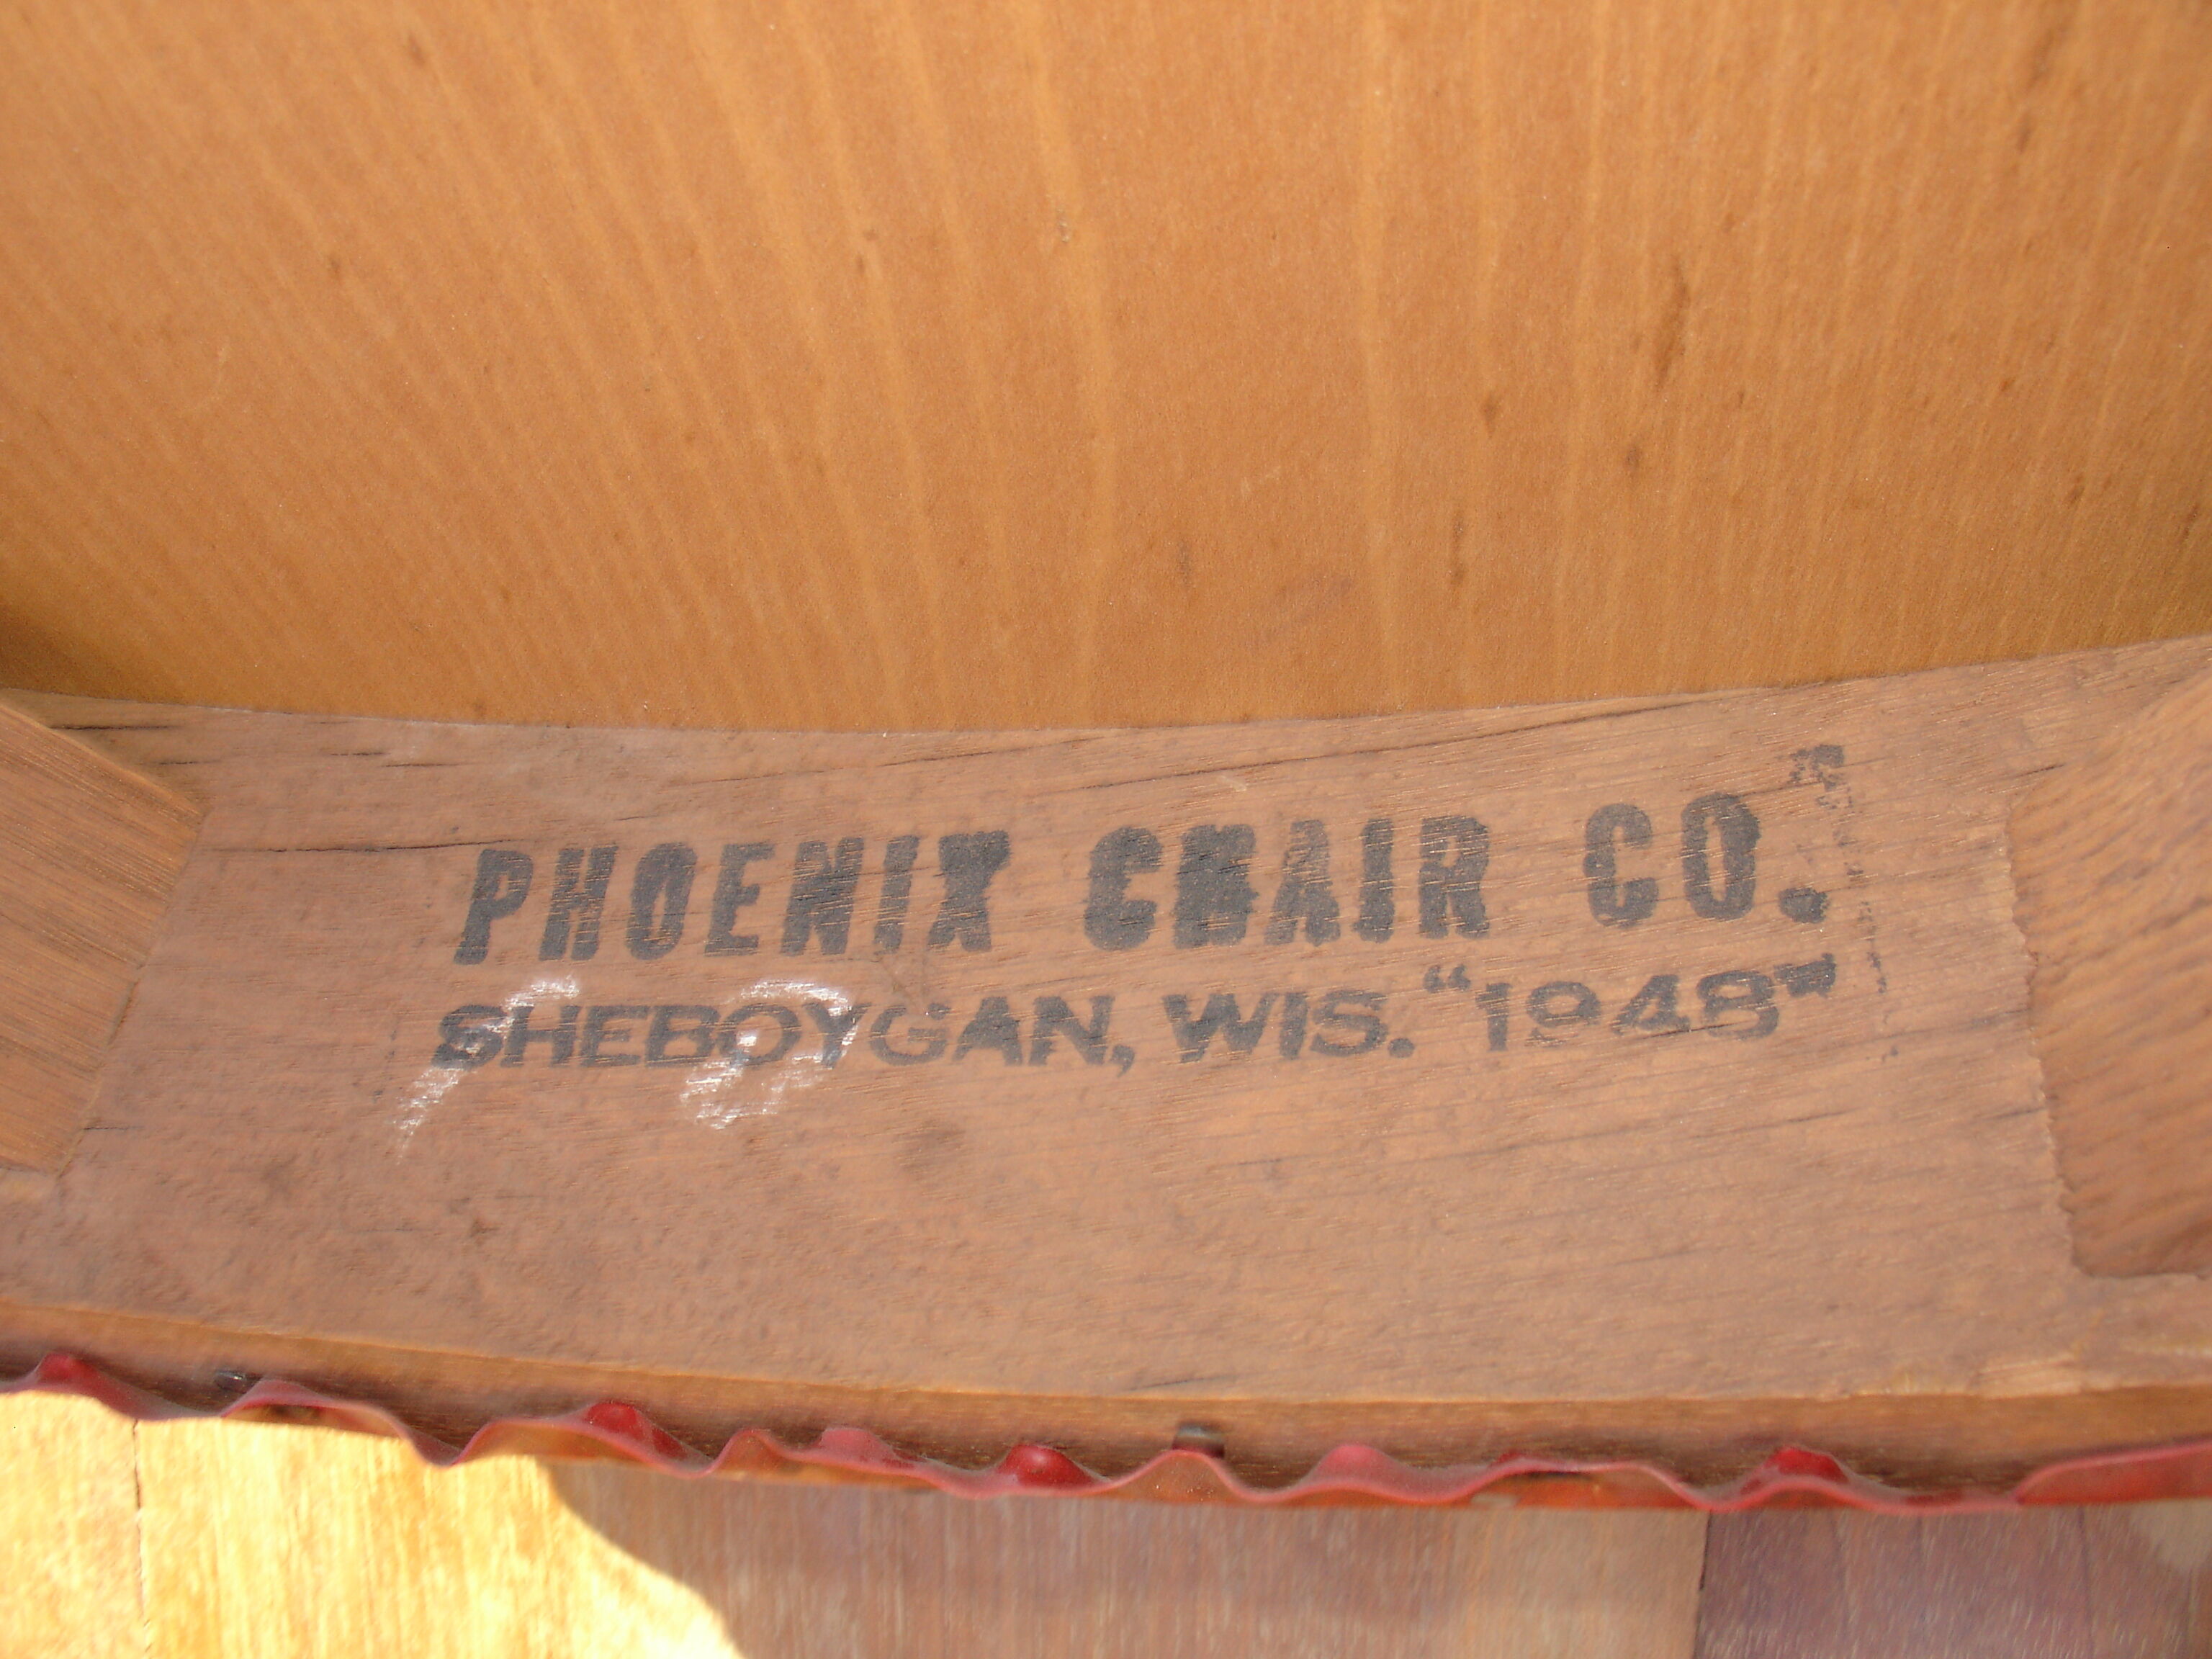 PHOENIX CHAIR CO.
SHEBOYGAN, WIS. "1948"